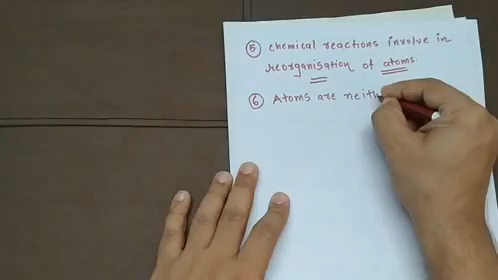 ⑤ chemical reactions involve in
reorganisation of atoms.
⑥ Atoms are neith